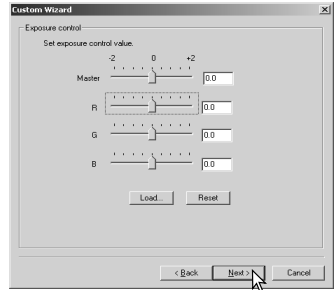 Custom Wizard
Exposure control
Set exposure control value.
-2 0 +2
Master 0.0
R 0.0
G 0.0
B 0.0
Load... Reset
< Back Next > Cancel